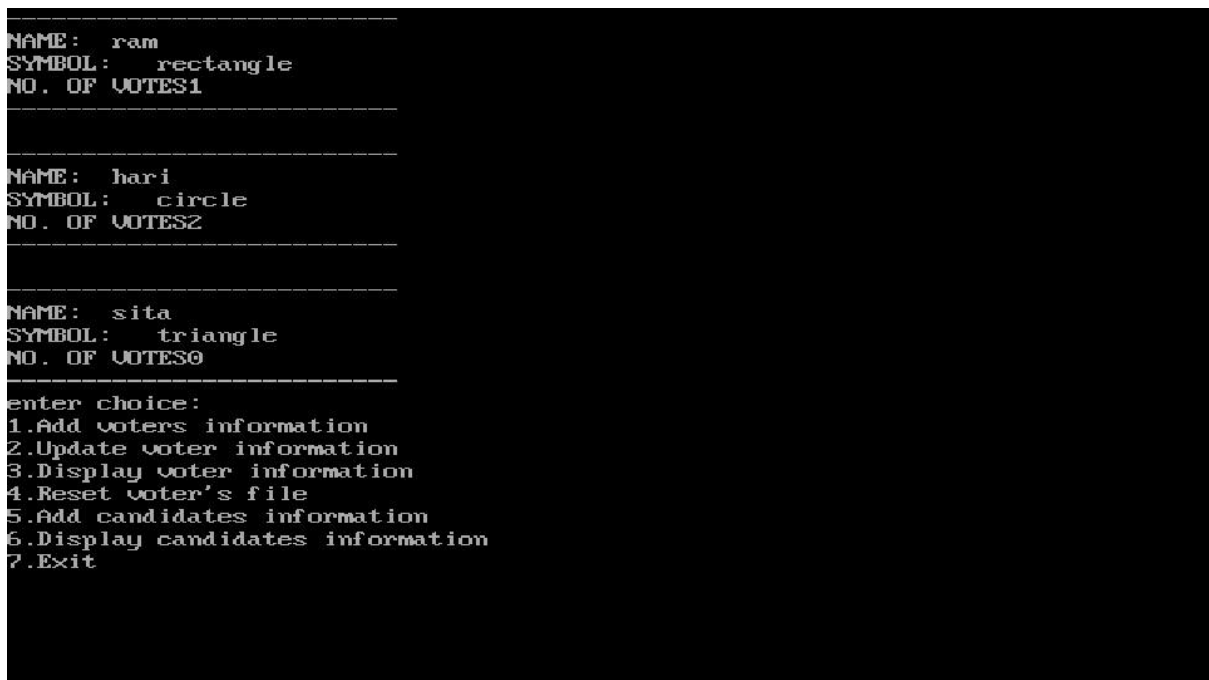 NAME:  ram
SYMBOL:   rectangle
NO. OF VOTES1
NAME:  hari
SYMBOL:   circle
NO. OF VOTES2
NAME:  sita
SYMBOL:   triangle
NO. OF VOTES0
enter choice:
1.Add voters information
2.Update voter information
3.Display voter information
4.Reset voter's file
5.Add candidates information
6.Display candidates information
7.Exit